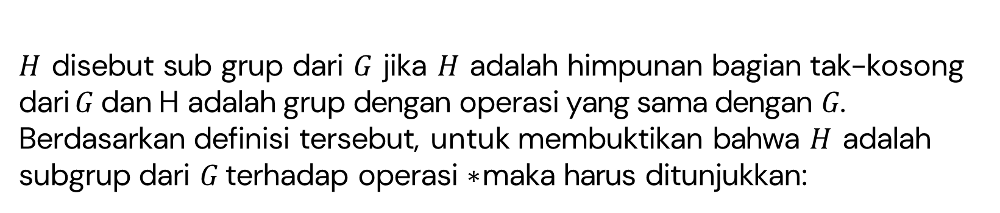 H disebut sub grup dari G jika H adalah himpunan bagian tak-kosong
dari G dan H adalah grup dengan operasi yang sama dengan G.
Berdasarkan definisi tersebut, untuk membuktikan bahwa H adalah
subgrup dari G terhadap operasi *maka harus ditunjukkan: